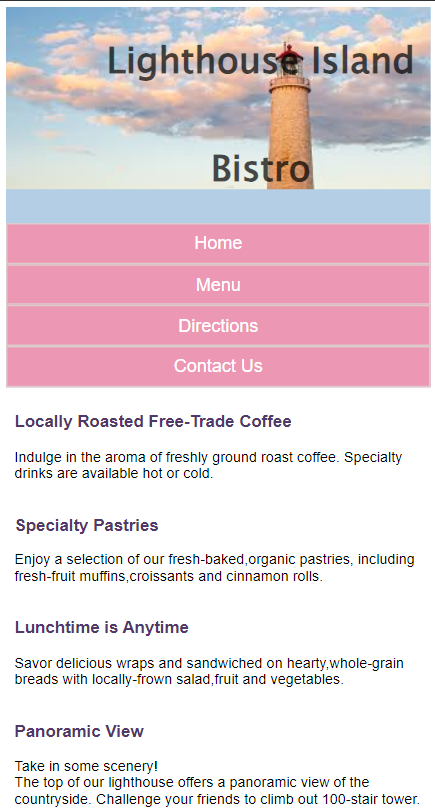 Lighthouse Island
Bistro
Home
Menu
Directions
Contact Us
Locally Roasted Free-Trade Coffee
Indulge in the aroma of freshly ground roast coffee. Specialty
drinks are available hot or cold.
Specialty Pastries
Enjoy a selection of our fresh-baked,organic pastries, including
fresh-fruit muffins,croissants and cinnamon rolls.
Lunchtime is Anytime
Savor delicious wraps and sandwiched on hearty,whole-grain
breads with locally-frown salad,fruit and vegetables.
Panoramic View
Take in some scenery!
The top of our lighthouse offers a panoramic view of the
countryside. Challenge your friends to climb out 100-stair tower.